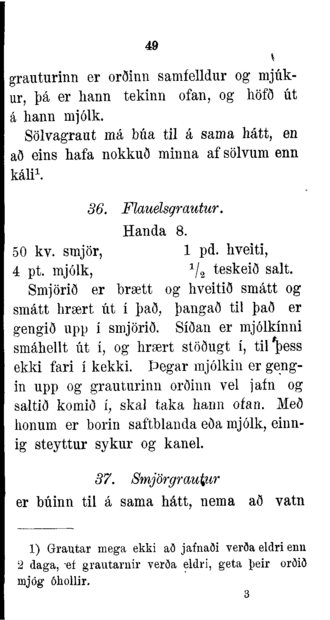 49
grauturinn er orðinn samfelldur og mjúk-
ur, þá er hann tekinn ofan, og höfð út
á hann mjólk.
Sölvagraut má búa til á sama hátt, en
að eins hafa nokkuð minna af sölvum enn
káli¹.
36. Flauelsgrautur.
Handa 8.
50 kv. smjör, 1 pd. hveiti,
4 pt. mjólk, ¹/₂ teskeið salt.
Smjörið er brætt og hveitið smátt og
smátt hrært út í það, þangað til það er
gengið upp í smjörið. Síðan er mjólkinni
smáhellt út í, og hrært stöðugt í, til þess
ekki fari í kekki. Þegar mjólkin er geng-
in upp og grauturinn orðinn vel jafn og
saltið komið í, skal taka hann ofan. Með
honum er borin saftblanda eða mjólk, einn-
ig steyttur sykur og kanel.
37. Smjörgrautur
er búinn til á sama hátt, nema að vatn
1) Grautar mega ekki að jafnaði verða eldri enn
2 daga, ef grautarnir verða eldri, geta þeir orðið
mjög óhollir.
3